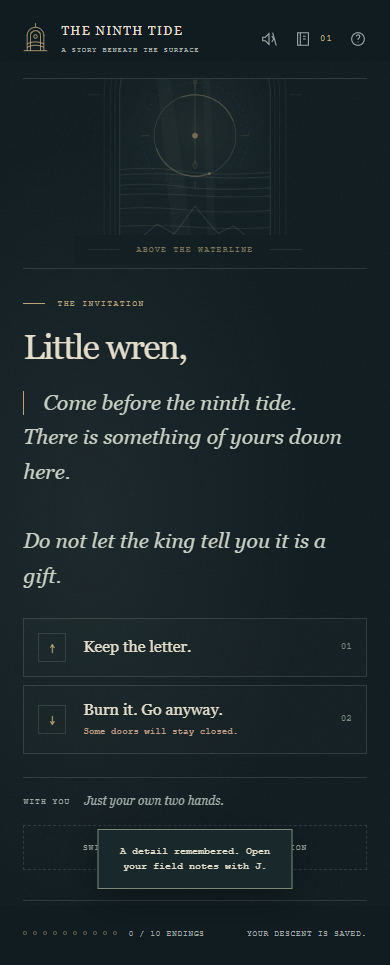 THE NINTH TIDE
A STORY BENEATH THE SURFACE
01
ABOVE THE WATERLINE
THE INVITATION
Little wren,
Come before the ninth tide.
There is something of yours down
here.
Do not let the king tell you it is a
gift.
↑ Keep the letter. 01
↓ Burn it. Go anyway. 02
Some doors will stay closed.
WITH YOU Just your own two hands.
A detail remembered. Open
your field notes with J.
0 / 10 ENDINGS YOUR DESCENT IS SAVED.